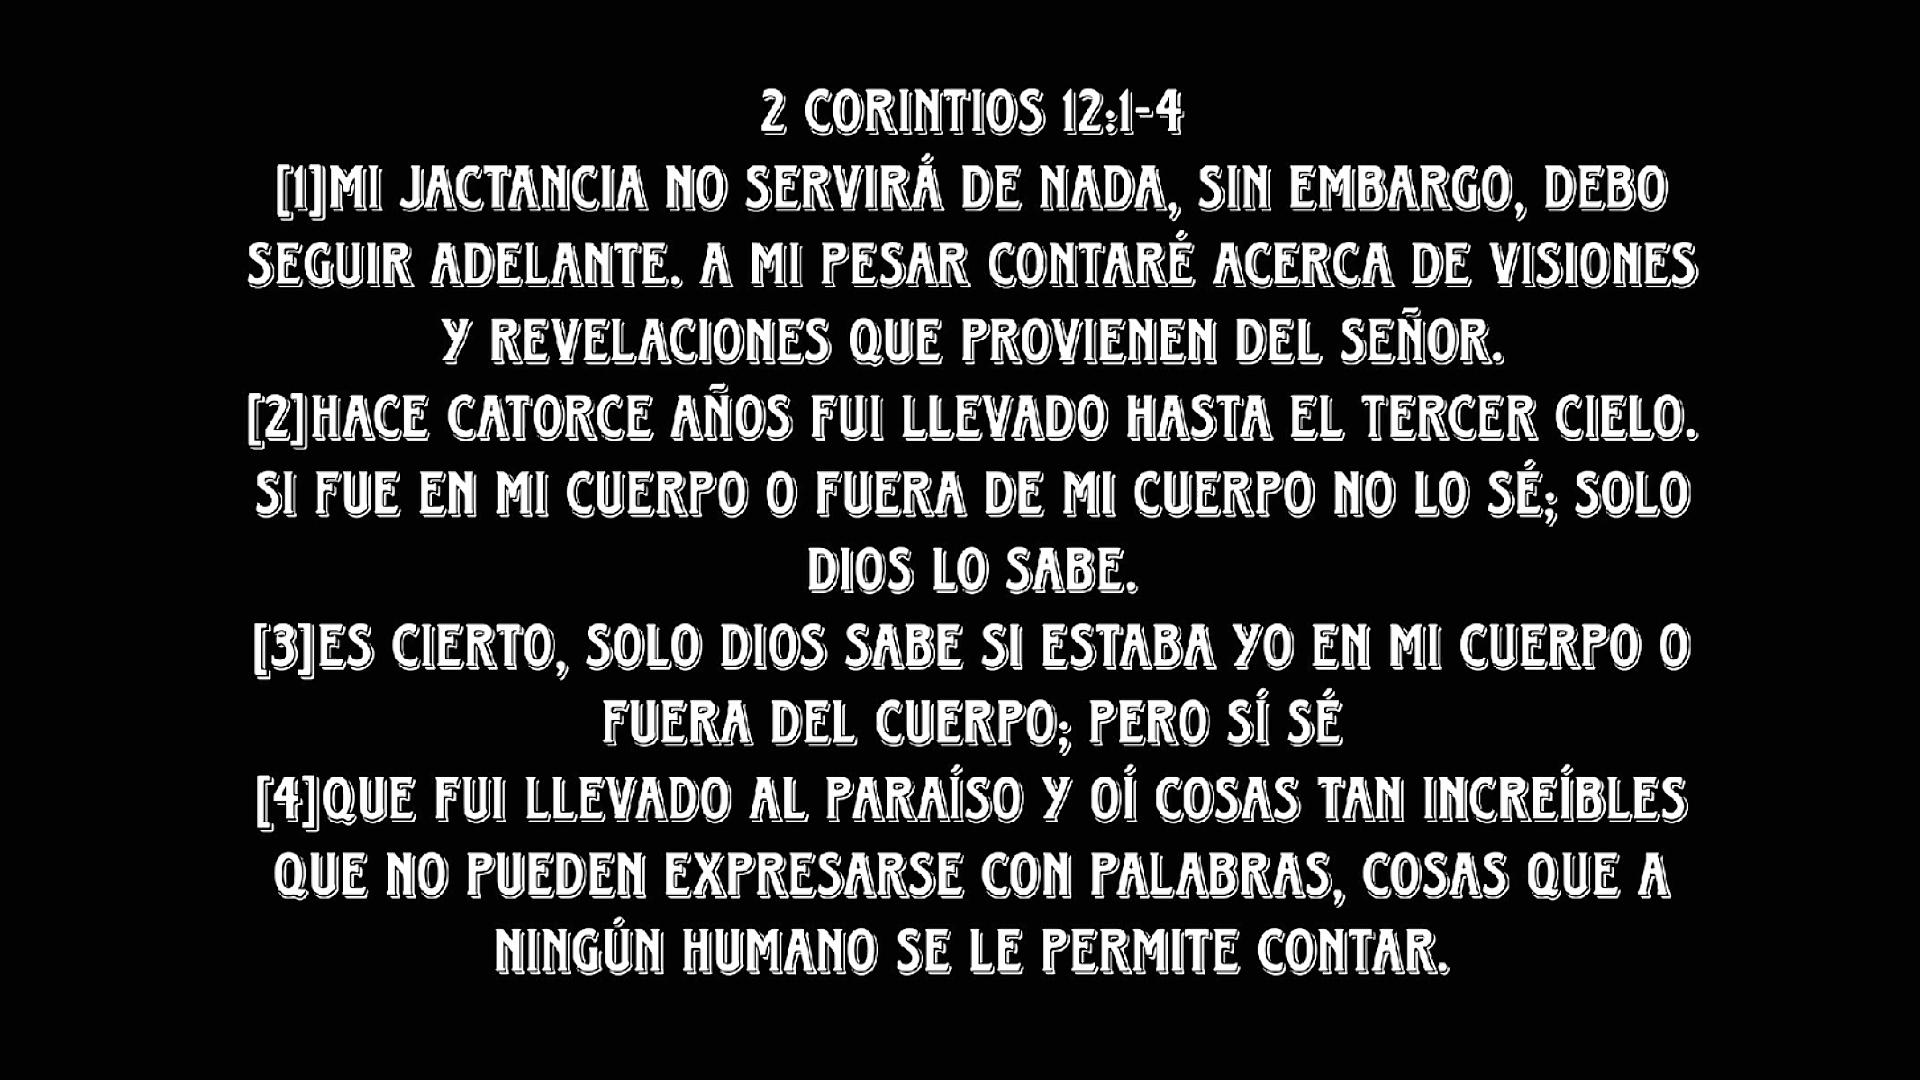 2 CORINTIOS 12:1-4
[1]MI JACTANCIA NO SERVIRÁ DE NADA, SIN EMBARGO, DEBO
SEGUIR ADELANTE. A MI PESAR CONTARÉ ACERCA DE VISIONES
Y REVELACIONES QUE PROVIENEN DEL SEÑOR.
[2]HACE CATORCE AÑOS FUI LLEVADO HASTA EL TERCER CIELO.
SI FUE EN MI CUERPO O FUERA DE MI CUERPO NO LO SÉ; SOLO
DIOS LO SABE.
[3]ES CIERTO, SOLO DIOS SABE SI ESTABA YO EN MI CUERPO O
FUERA DEL CUERPO; PERO SÍ SÉ
[4]QUE FUI LLEVADO AL PARAÍSO Y OÍ COSAS TAN INCREÍBLES
QUE NO PUEDEN EXPRESARSE CON PALABRAS, COSAS QUE A
NINGÚN HUMANO SE LE PERMITE CONTAR.